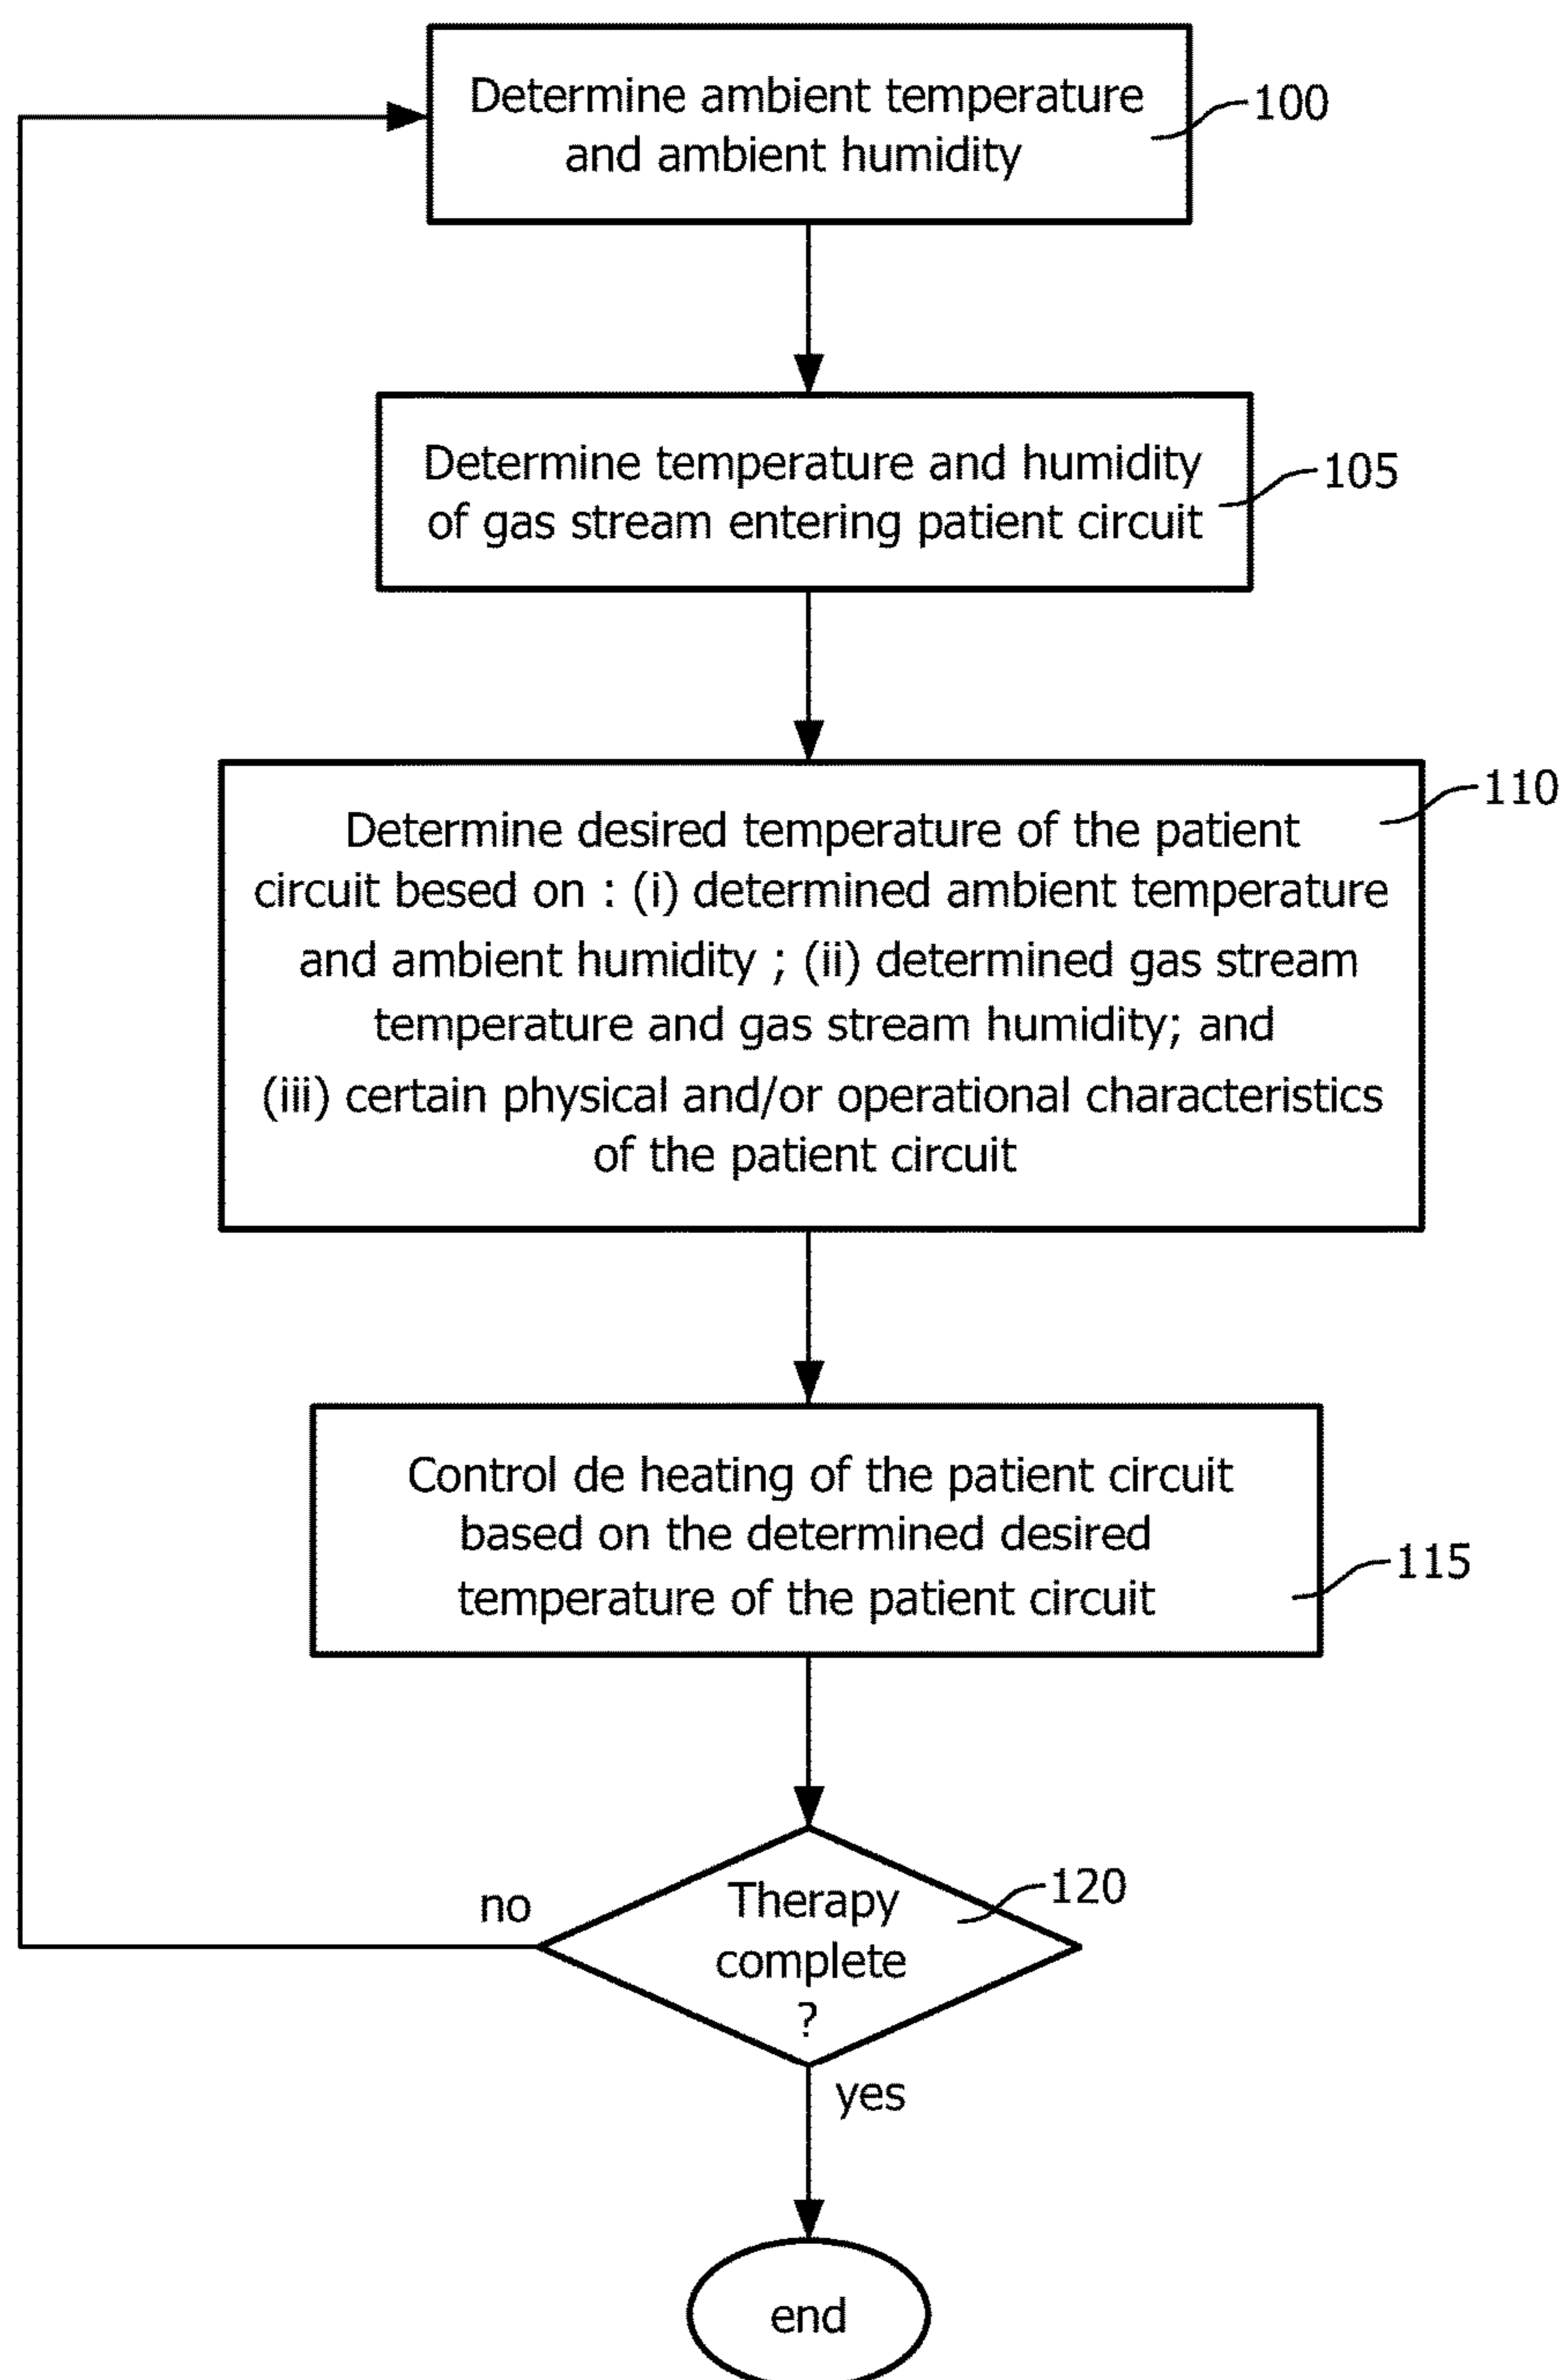 Determine ambient temperature
and ambient humidity
100
Determine temperature and humidity
of gas stream entering patient circuit
105
110
Determine desired temperature of the patient
circuit besed on : (i) determined ambient temperature
and ambient humidity ; (ii) determined gas stream
temperature and gas stream humidity; and
(iii) certain physical and/or operational characteristics
of the patient circuit
Control de heating of the patient circuit
based on the determined desired
temperature of the patient circuit
115
120
no
Therapy
complete
?
yes
end